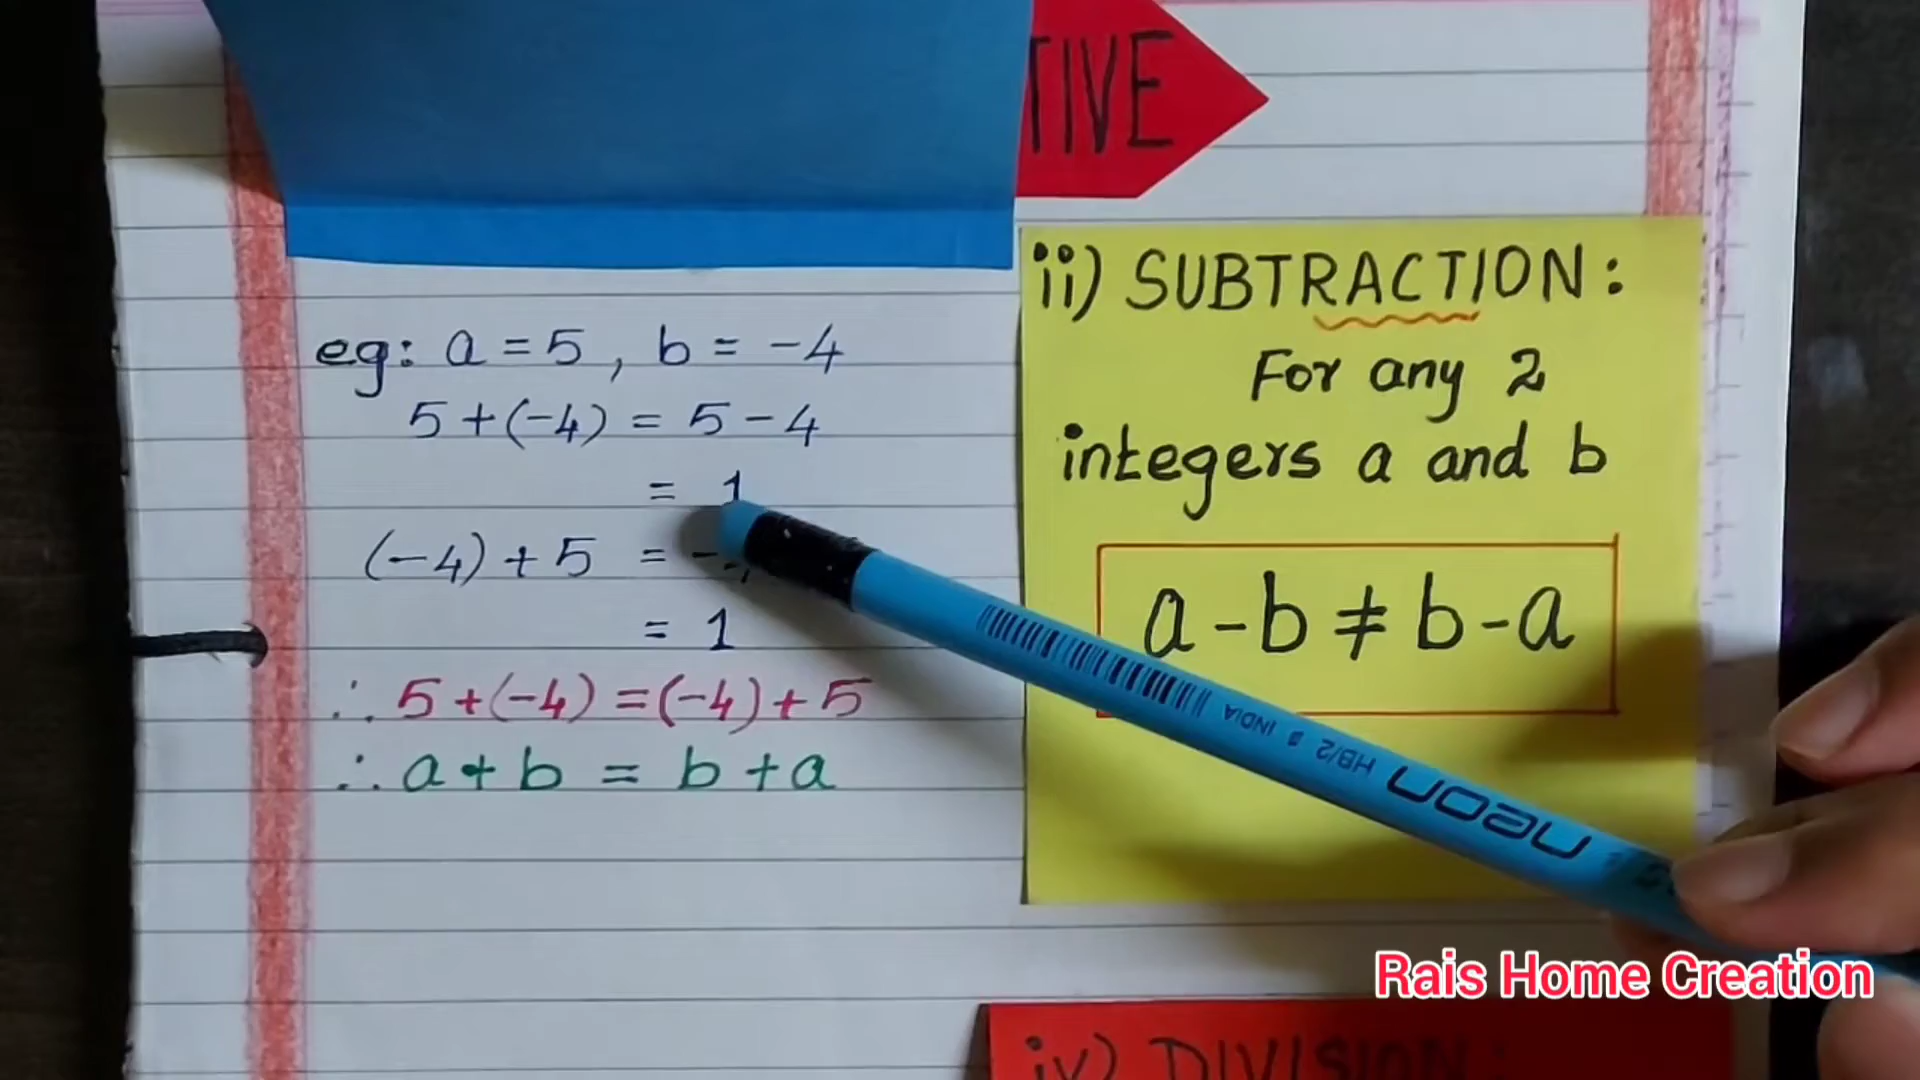 TIVE
eg: a = 5 , b = -4
5 + (-4) = 5 - 4
= 1
(-4) + 5 =
= 1
∴ 5 + (-4) = (-4) + 5
∴ a + b = b + a
ii) SUBTRACTION :
For any 2
integers a and b
a - b ≠ b - a
neon HB/2 B INDIA
iv) DIVISION :
Rais Home Creation